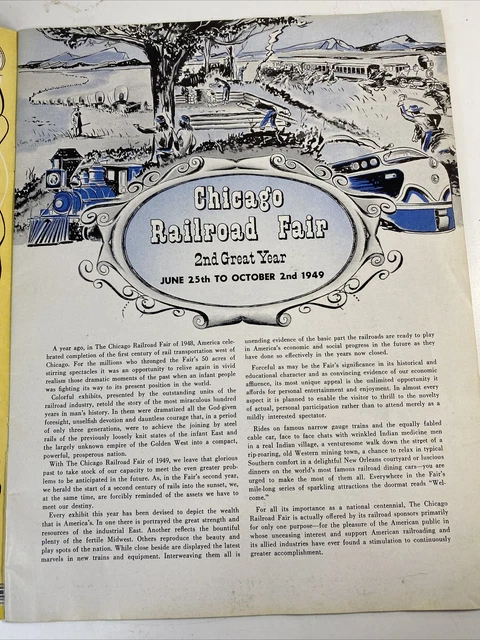 Chicago
Railroad Fair
2nd Great Year
JUNE 25th TO OCTOBER 2nd 1949
A year ago, in The Chicago Railroad Fair of 1948, America cele-
brated completion of the first century of rail transportation west of
Chicago. For the millions who thronged the Fair's 50 acres of
stirring spectacles it was an opportunity to relive again in vivid
realism those dramatic moments of the past when an infant people
was fighting its way to its present position in the world.
Colorful exhibits, presented by the outstanding units of the
railroad industry, retold the story of the most miraculous hundred
years in man's history. In them were dramatized all the God-given
foresight, unselfish devotion and dauntless courage that, in a period
of only three generations, were to achieve the joining by steel
rails of the previously loosely knit states of the infant East and
the largely unknown empire of the Golden West into a compact,
powerful, prosperous nation.
With The Chicago Railroad Fair of 1949, we leave that glorious
past to take stock of our capacity to meet the even greater prob-
lems to be anticipated in the future. As, in the Fair's second year,
we herald the start of a second century of rails into the sunset, we,
at the same time, are forcibly reminded of the assets we have to
meet our destiny.
Every exhibit this year has been devised to depict the wealth
that is America's. In one there is portrayed the great strength and
resources of the industrial East. Another reflects the bountiful
plenty of the fertile Midwest. Others reproduce the beauty and
play spots of the nation. While close beside are displayed the latest
marvels in new trains and equipment. Interweaving them all is
unending evidence of the basic part the railroads are ready to play
in America's economic and social progress in the future as they
have done so effectively in the years now closed.
Forceful as may be the Fair's significance in its historical and
educational character and as convincing evidence of our economic
affluence, its most unique appeal is the unlimited opportunity it
affords for personal entertainment and enjoyment. In almost every
aspect it is planned to enable the visitor to thrill to the novelty
of actual, personal participation rather than to attend merely as a
mildly interested spectator.
Rides on famous narrow gauge trains and the equally fabled
cable car, face to face chats with wrinkled Indian medicine men
in a real Indian village, a venturesome walk down the street of a
rip-roaring, old Western mining town, a chance to relax in typical
Southern comfort in a delightful New Orleans courtyard or luscious
dinners on the world's most famous railroad dining cars—you are
urged to make the most of them all. Everywhere in the Fair's
mile-long series of sparkling attractions the doormat reads "Wel-
come."
For all its importance as a national centennial, The Chicago
Railroad Fair is actually offered by its railroad sponsors primarily
for only one purpose—for the pleasure of the American public in
whose unceasing interest and support American railroading and
its allied industries have ever found a stimulation to continuously
greater accomplishment.